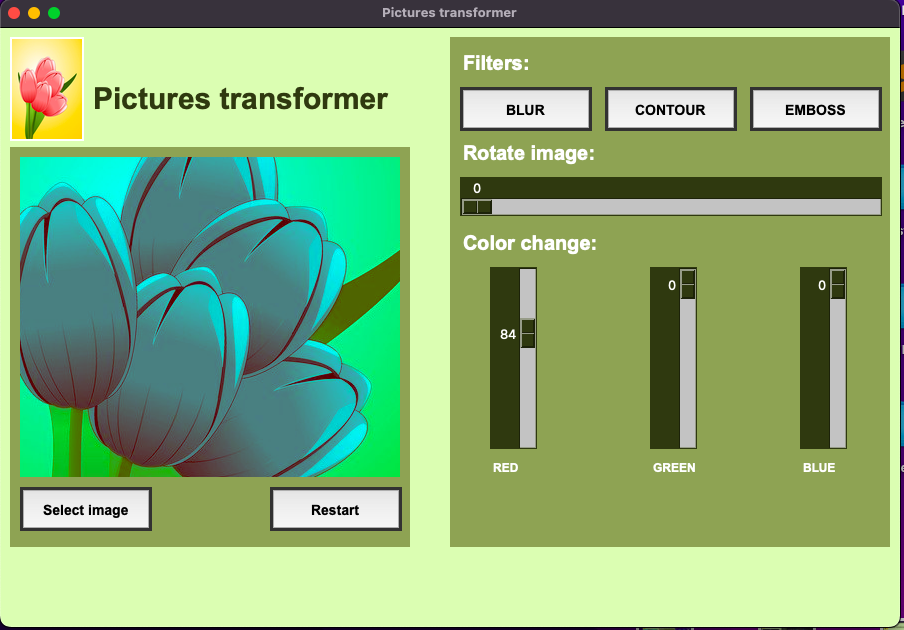 Pictures transformer
Pictures transformer
Select image
Restart
Filters:
BLUR
CONTOUR
EMBOSS
Rotate image:
0
Color change:
84
0
0
RED
GREEN
BLUE